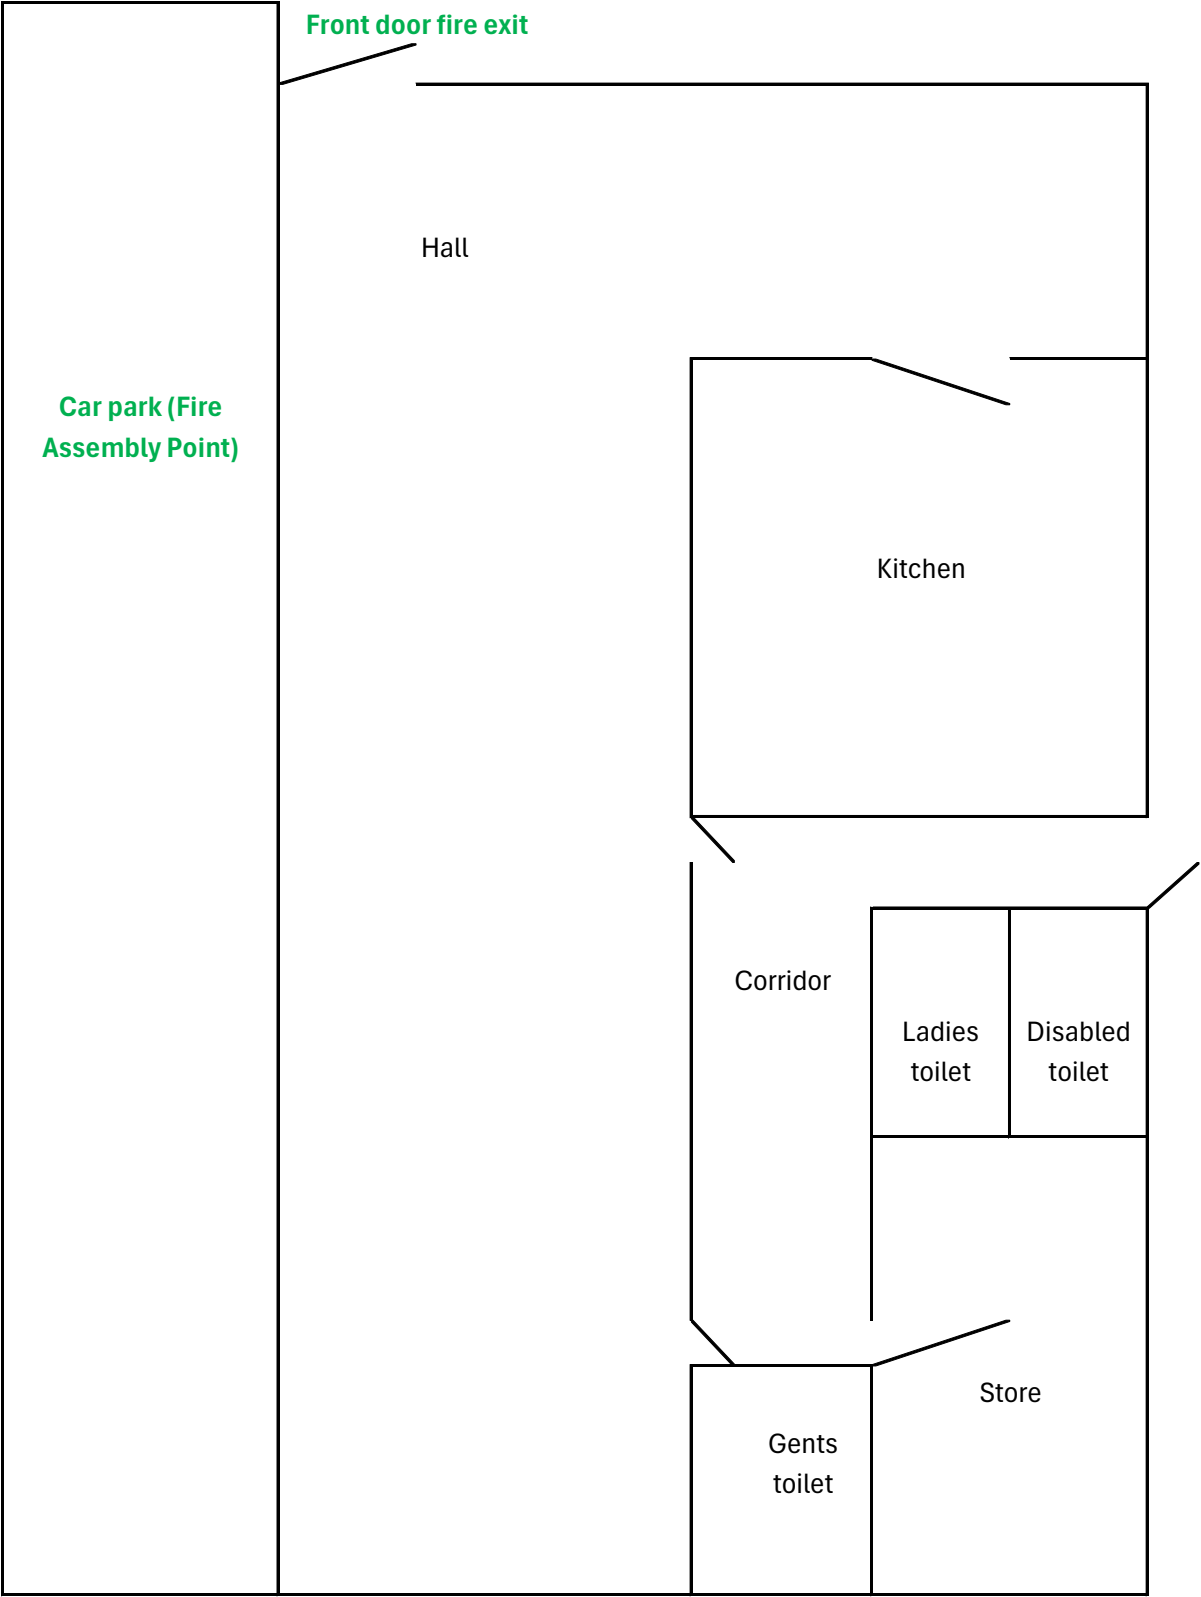 Front door fire exit
Hall
Car park (Fire
Assembly Point)
Kitchen
Corridor
Ladies
toilet
Disabled
toilet
Store
Gents
toilet